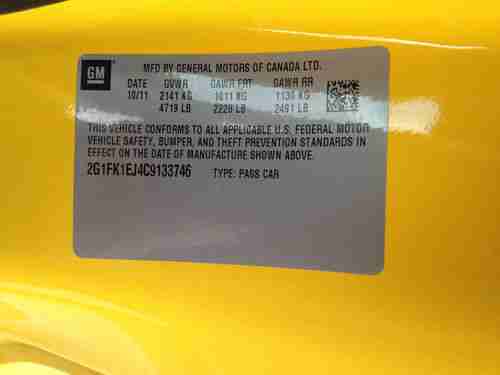 GM
MFD BY GENERAL MOTORS OF CANADA LTD.
DATE GVWR GAWR FRT GAWR RR
10/11 2141 KG 1011 KG 1130 KG
4719 LB 2228 LB 2491 LB
THIS VEHICLE CONFORMS TO ALL APPLICABLE U.S. FEDERAL MOTOR
VEHICLE SAFETY, BUMPER, AND THEFT PREVENTION STANDARDS IN
EFFECT ON THE DATE OF MANUFACTURE SHOWN ABOVE.
2G1FK1EJ4C9133746 TYPE: PASS CAR